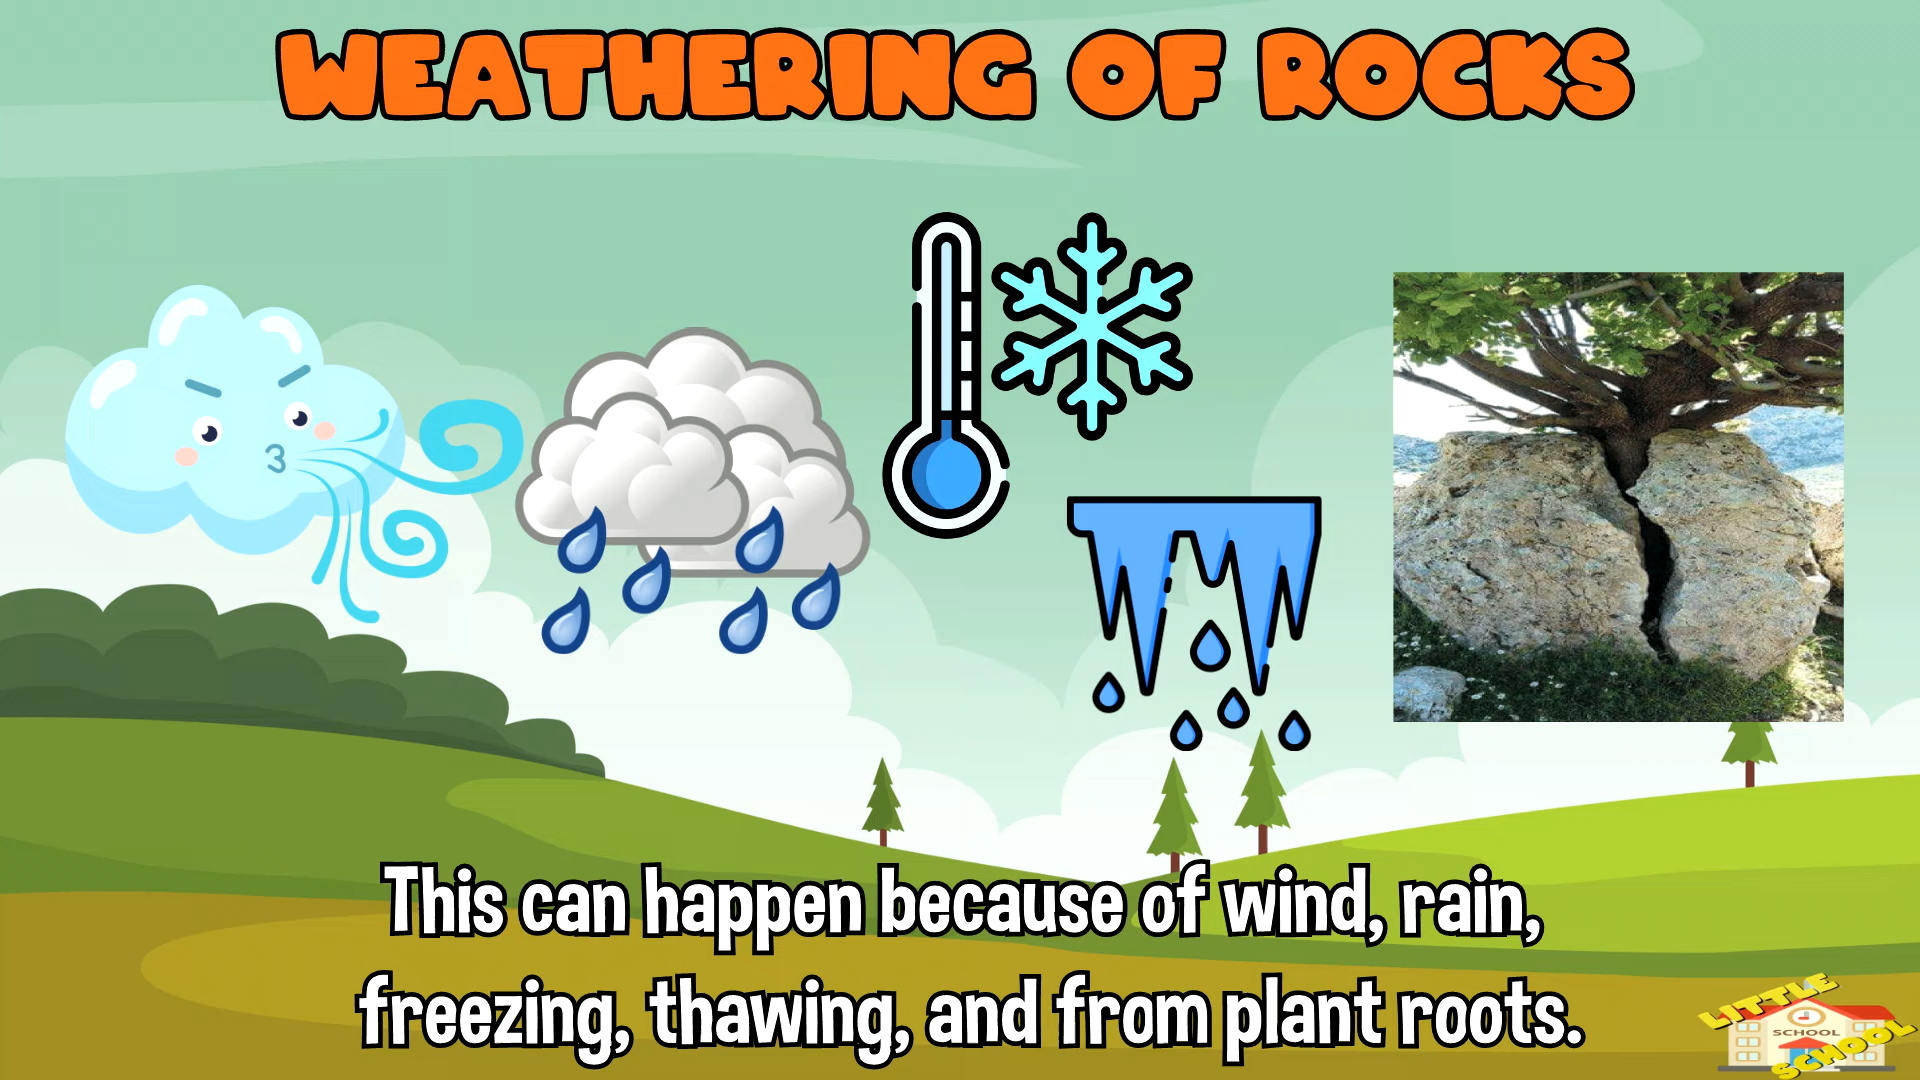 WEATHERING OF ROCKS
This can happen because of wind, rain,
freezing, thawing, and from plant roots.
LITTLE
SCHOOL
SCHOOL